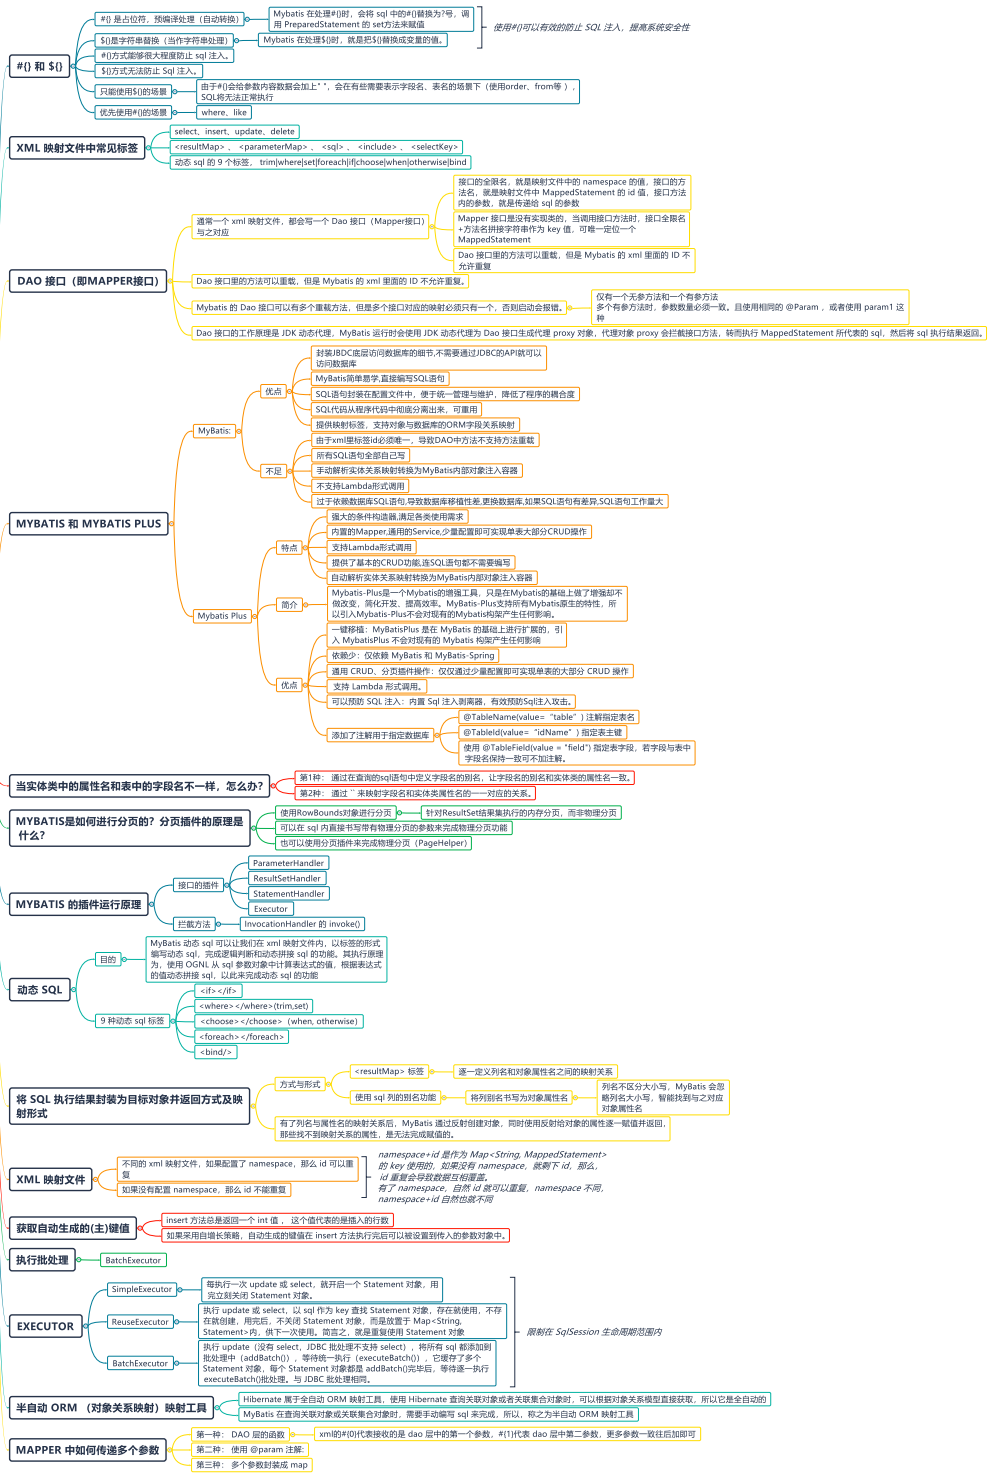 #{} 和 ${}
#{} 是占位符，预编译处理（自动转换）
Mybatis 在处理#{}时，会将 sql 中的#{}替换为?号，调
用 PreparedStatement 的 set方法来赋值
${}是字符串替换（当作字符串处理）
Mybatis 在处理${}时，就是把${}替换成变量的值。
#{}方式能够很大程度防止 sql 注入。
${}方式无法防止 Sql 注入。
使用#{}可以有效的防止 SQL 注入，提高系统安全性
只能使用${}的场景
由于#{}会给参数内容数据会加上" "，会在有些需要表示字段名、表名的场景下（使用order、from等 ），
SQL将无法正常执行
优先使用#{}的场景
where、like
XML 映射文件中常见标签
select、insert、update、delete
<resultMap> 、 <parameterMap> 、 <sql> 、 <include> 、 <selectKey>
动态 sql 的 9 个标签， trim|where|set|foreach|if|choose|when|otherwise|bind
DAO 接口（即MAPPER接口）
通常一个 xml 映射文件，都会写一个 Dao 接口（Mapper接口）
与之对应
接口的全限名，就是映射文件中的 namespace 的值，接口的方
法名，就是映射文件中 MappedStatement 的 id 值，接口方法
内的参数，就是传递给 sql 的参数
Mapper 接口是没有实现类的，当调用接口方法时，接口全限名
+方法名拼接字符串作为 key 值，可唯一定位一个
MappedStatement
Dao 接口里的方法可以重载，但是 Mybatis 的 xml 里面的 ID 不
允许重复
Dao 接口里的方法可以重载，但是 Mybatis 的 xml 里面的 ID 不允许重复。
Mybatis 的 Dao 接口可以有多个重载方法，但是多个接口对应的映射必须只有一个，否则启动会报错。
仅有一个无参方法和一个有参方法
多个有参方法时，参数数量必须一致。且使用相同的 @Param ，或者使用 param1 这
种
Dao 接口的工作原理是 JDK 动态代理，MyBatis 运行时会使用 JDK 动态代理为 Dao 接口生成代理 proxy 对象，代理对象 proxy 会拦截接口方法，转而执行 MappedStatement 所代表的 sql，然后将 sql 执行结果返回。
MYBATIS 和 MYBATIS PLUS
MyBatis:
优点
封装JBDC底层访问数据库的细节,不需要通过JDBC的API就可以
访问数据库
MyBatis简单易学,直接编写SQL语句
SQL语句封装在配置文件中，便于统一管理与维护，降低了程序的耦合度
SQL代码从程序代码中彻底分离出来，可重用
提供映射标签，支持对象与数据库的ORM字段关系映射
不足
由于xml里标签id必须唯一，导致DAO中方法不支持方法重载
所有SQL语句全部自己写
手动解析实体关系映射转换为MyBatis内部对象注入容器
不支持Lambda形式调用
过于依赖数据库SQL语句,导致数据库移植性差,更换数据库,如果SQL语句有差异,SQL语句工作量大
Mybatis Plus
特点
强大的条件构造器,满足各类使用需求
内置的Mapper,通用的Service,少量配置即可实现单表大部分CRUD操作
支持Lambda形式调用
提供了基本的CRUD功能,连SQL语句都不需要编写
自动解析实体关系映射转换为MyBatis内部对象注入容器
简介
Mybatis-Plus是一个Mybatis的增强工具，只是在Mybatis的基础上做了增强却不
做改变，简化开发、提高效率。MyBatis-Plus支持所有Mybatis原生的特性，所
以引入Mybatis-Plus不会对现有的Mybatis构架产生任何影响。
优点
一键移植：MyBatisPlus 是在 MyBatis 的基础上进行扩展的，引
入 MybatisPlus 不会对现有的 Mybatis 构架产生任何影响
依赖少：仅依赖 MyBatis 和 MyBatis-Spring
通用 CRUD、分页插件操作：仅仅通过少量配置即可实现单表的大部分 CRUD 操作
支持 Lambda 形式调用。
可以预防 SQL 注入：内置 Sql 注入剥离器，有效预防Sql注入攻击。
添加了注解用于指定数据库
@TableName(value=“table”) 注解指定表名
@TableId(value=“idName”) 指定表主键
使用 @TableField(value = "field") 指定表字段，若字段与表中
字段名保持一致可不加注解。
当实体类中的属性名和表中的字段名不一样，怎么办?
第1种： 通过在查询的sql语句中定义字段名的别名，让字段名的别名和实体类的属性名一致。
第2种： 通过 `` 来映射字段名和实体类属性名的一一对应的关系。
MYBATIS是如何进行分页的？分页插件的原理是
什么?
使用RowBounds对象进行分页
针对ResultSet结果集执行的内存分页，而非物理分页
可以在 sql 内直接书写带有物理分页的参数来完成物理分页功能
也可以使用分页插件来完成物理分页（PageHelper）
MYBATIS 的插件运行原理
接口的插件
ParameterHandler
ResultSetHandler
StatementHandler
Executor
拦截方法
InvocationHandler 的 invoke()
动态 SQL
目的
MyBatis 动态 sql 可以让我们在 xml 映射文件内，以标签的形式
编写动态 sql，完成逻辑判断和动态拼接 sql 的功能。其执行原理
为，使用 OGNL 从 sql 参数对象中计算表达式的值，根据表达式
的值动态拼接 sql，以此来完成动态 sql 的功能
9 种动态 sql 标签
<if></if>
<where></where>(trim,set)
<choose></choose>（when, otherwise）
<foreach></foreach>
<bind/>
将 SQL 执行结果封装为目标对象并返回方式及映
射形式
方式与形式
<resultMap> 标签
逐一定义列名和对象属性名之间的映射关系
使用 sql 列的别名功能
将列别名书写为对象属性名
列名不区分大小写，MyBatis 会忽
略列名大小写，智能找到与之对应
对象属性名
有了列名与属性名的映射关系后，MyBatis 通过反射创建对象，同时使用反射给对象的属性逐一赋值并返回，
那些找不到映射关系的属性，是无法完成赋值的。
XML 映射文件
不同的 xml 映射文件，如果配置了 namespace，那么 id 可以重
复
如果没有配置 namespace，那么 id 不能重复
namespace+id 是作为 Map<String, MappedStatement>
的 key 使用的，如果没有 namespace，就剩下 id，那么，
id 重复会导致数据互相覆盖。
有了 namespace，自然 id 就可以重复，namespace 不同，
namespace+id 自然也就不同
获取自动生成的(主)键值
insert 方法总是返回一个 int 值 ， 这个值代表的是插入的行数
如果采用自增长策略，自动生成的键值在 insert 方法执行完后可以被设置到传入的参数对象中。
执行批处理
BatchExecutor
EXECUTOR
SimpleExecutor
每执行一次 update 或 select，就开启一个 Statement 对象，用
完立刻关闭 Statement 对象。
ReuseExecutor
执行 update 或 select，以 sql 作为 key 查找 Statement 对象，存在就使用，不存
在就创建，用完后，不关闭 Statement 对象，而是放置于 Map<String,
Statement>内，供下一次使用。简言之，就是重复使用 Statement 对象
BatchExecutor
执行 update（没有 select，JDBC 批处理不支持 select），将所有 sql 都添加到
批处理中（addBatch()），等待统一执行（executeBatch()），它缓存了多个
Statement 对象，每个 Statement 对象都是 addBatch()完毕后，等待逐一执行
executeBatch()批处理。与 JDBC 批处理相同。
限制在 SqlSession 生命周期范围内
半自动 ORM （对象关系映射）映射工具
Hibernate 属于全自动 ORM 映射工具，使用 Hibernate 查询关联对象或者关联集合对象时，可以根据对象关系模型直接获取，所以它是全自动的
MyBatis 在查询关联对象或关联集合对象时，需要手动编写 sql 来完成，所以，称之为半自动 ORM 映射工具
MAPPER 中如何传递多个参数
第一种： DAO 层的函数
xml的#{0}代表接收的是 dao 层中的第一个参数，#{1}代表 dao 层中第二参数，更多参数一致往后加即可
第二种： 使用 @param 注解:
第三种： 多个参数封装成 map